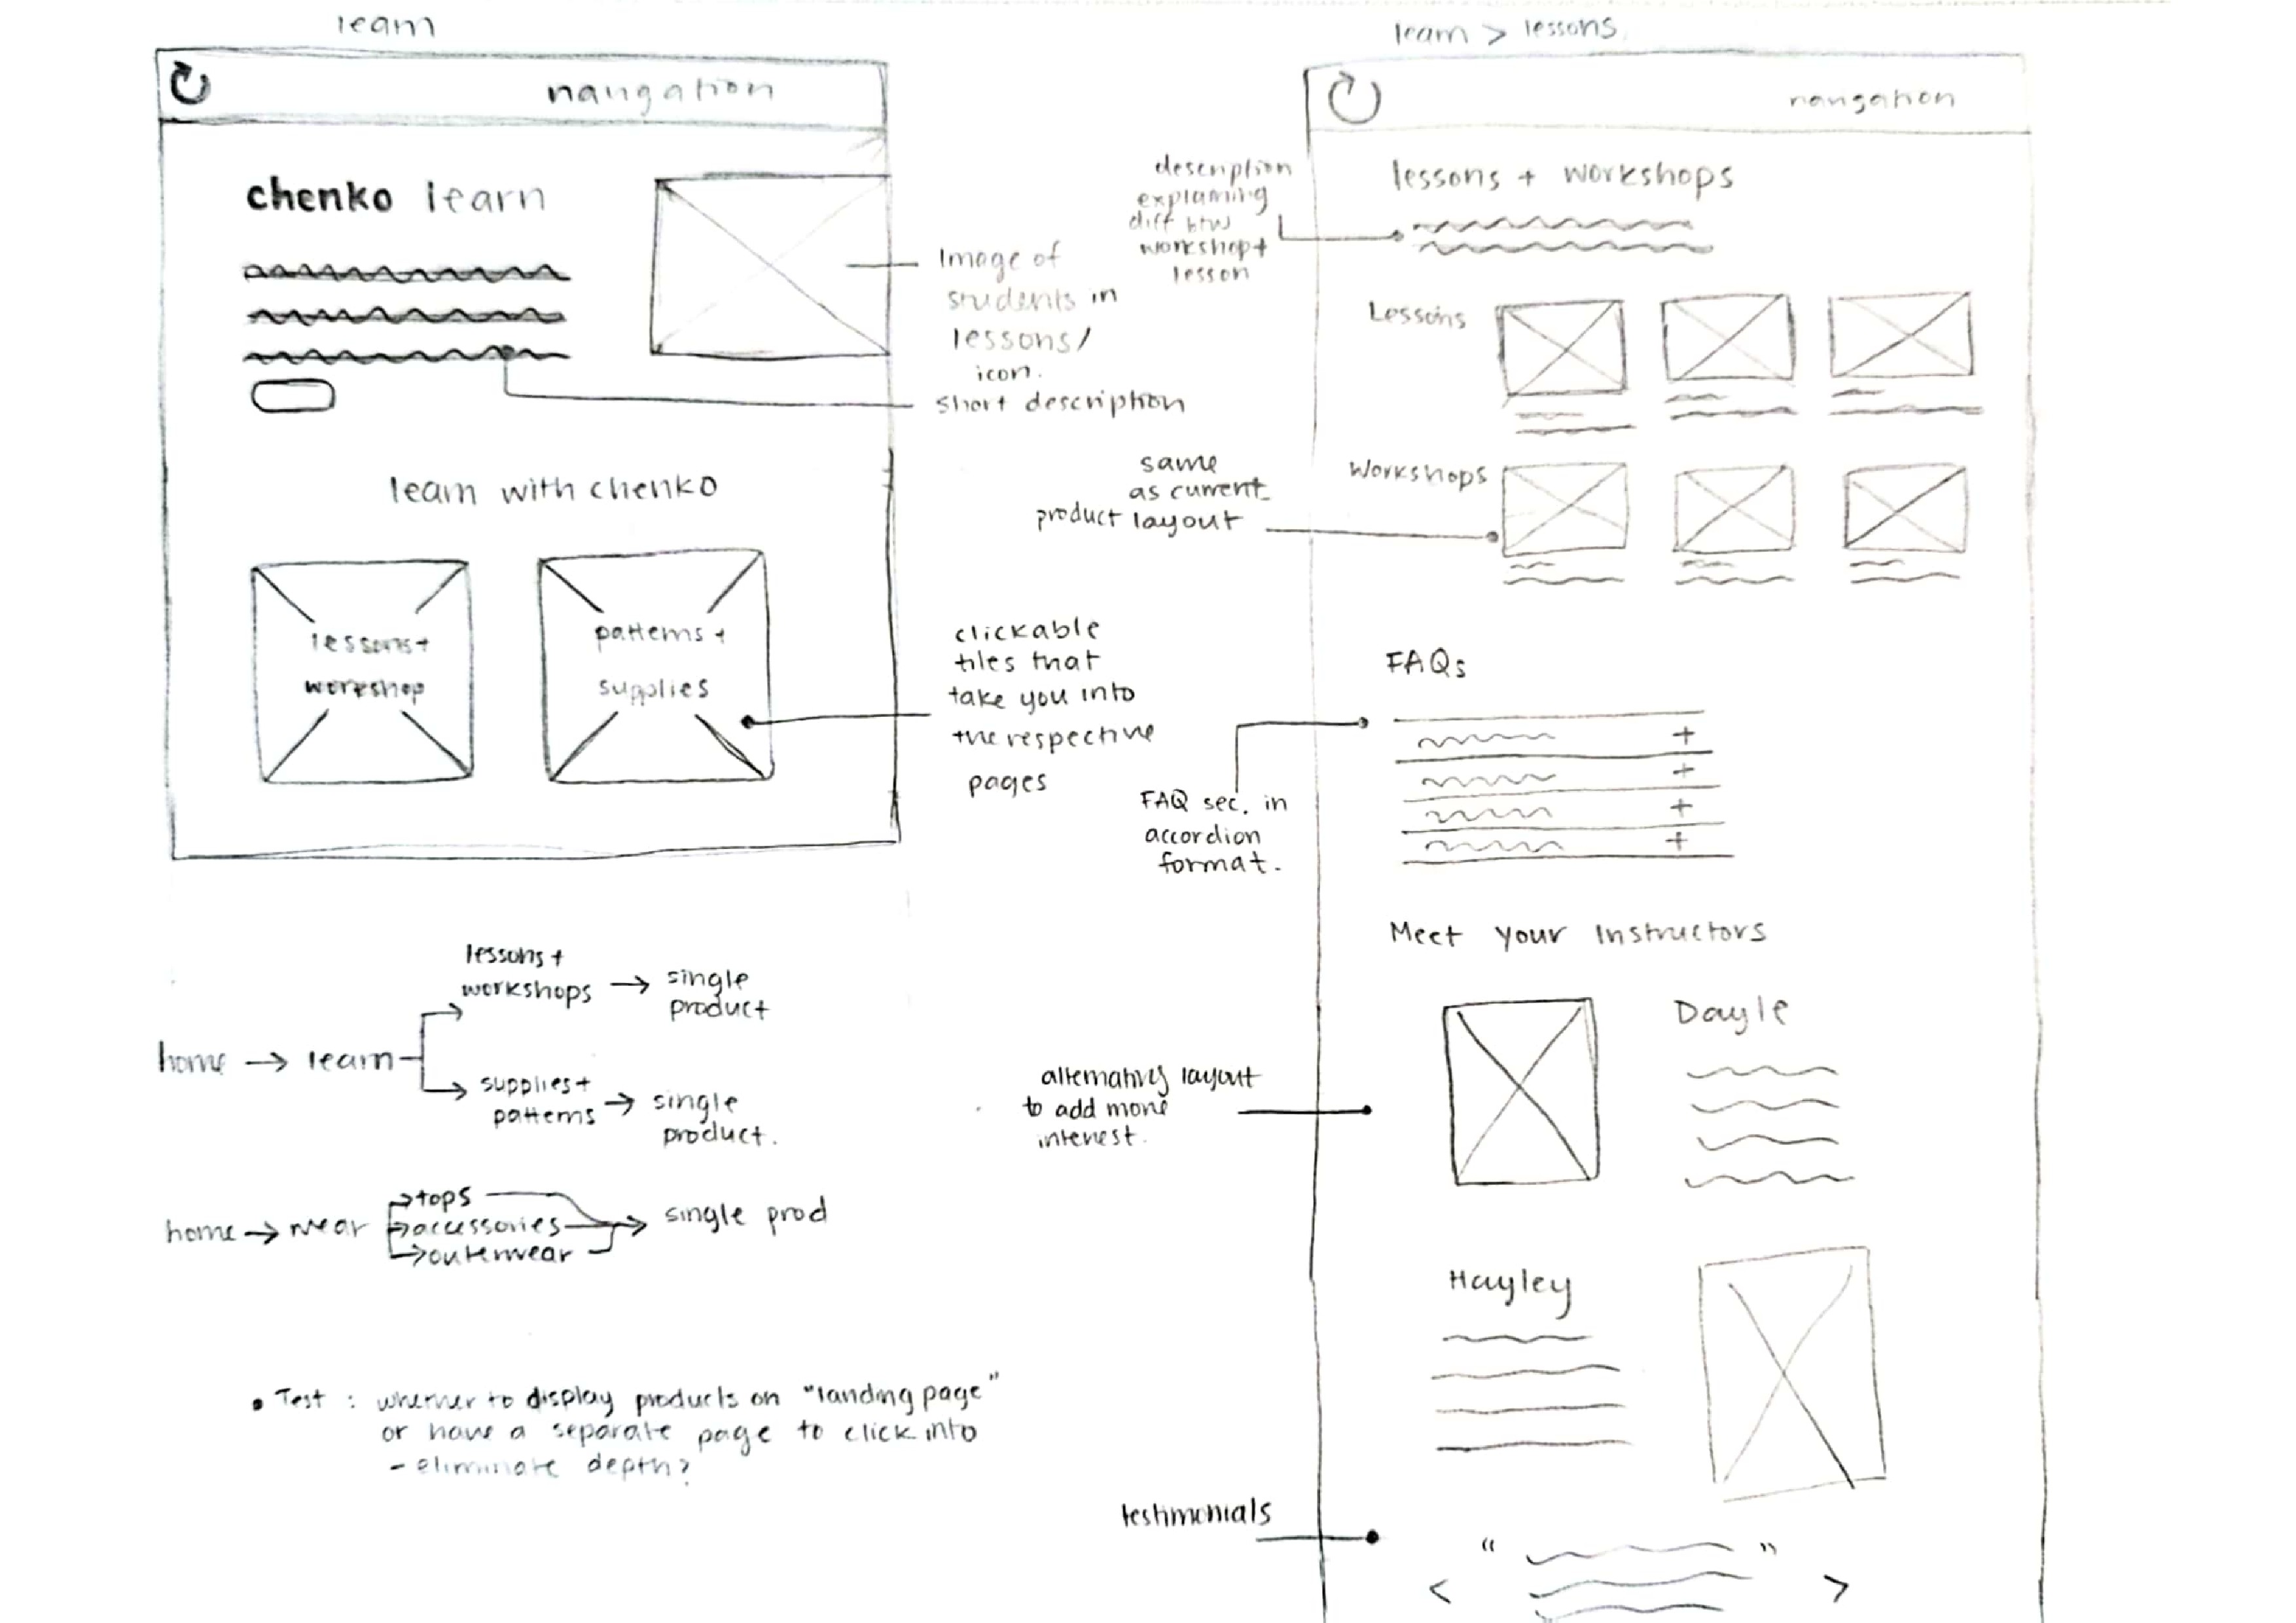 learn
navigation
chenko learn
Image of
students in
lessons/
icon.
short description
learn with chenko
lessons+
workshop
patterns +
supplies
clickable
tiles that
take you into
the respective
pages
lessons+
workshops → single
product
home → learn
supplies+
patterns → single
product.
home → wear
→ tops
→ accessories
→ outerwear
→ single prod
• Test : whether to display products on "landing page"
or have a separate page to click into
- eliminate depth?
learn > lessons
navigation
description
explaining
diff btw
workshop +
lesson
lessons + workshops
Lessons
same
as current
product layout
Workshops
FAQs
+
+
+
+
FAQ sec. in
accordion
format.
Meet your Instructors
Dayle
alternating layout
to add more
interest.
Hayley
testimonials
“ ”
< >